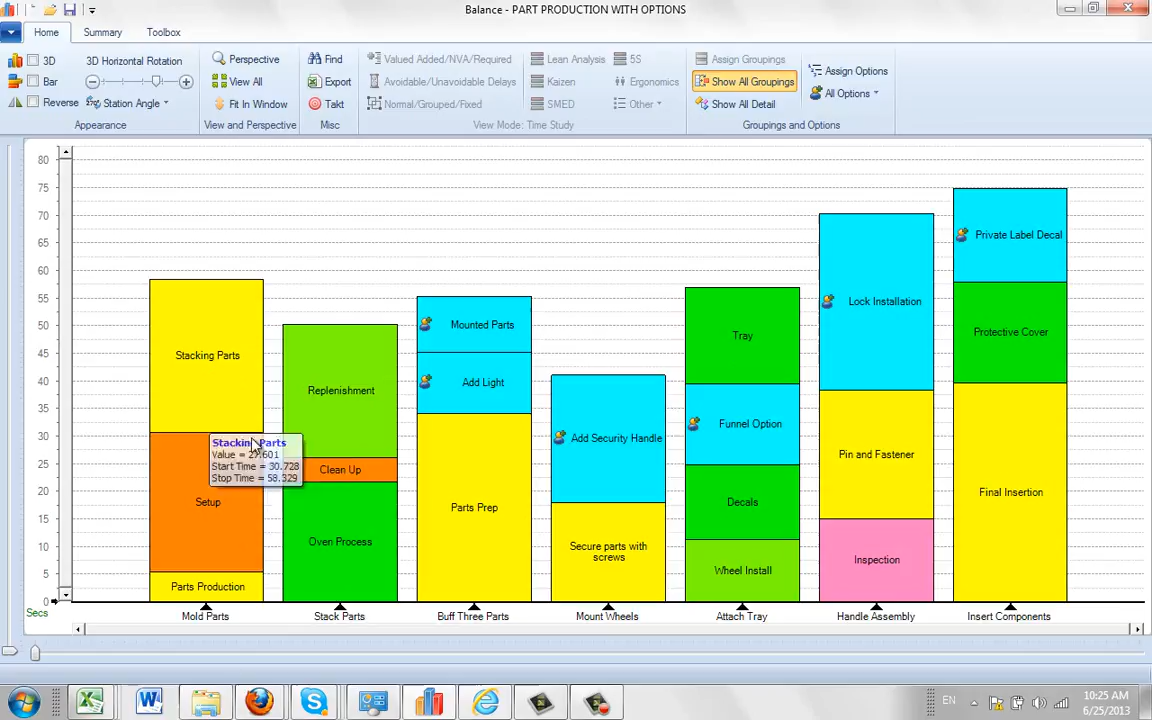 Balance - PART PRODUCTION WITH OPTIONS
Home Summary Toolbox
3D 3D Horizontal Rotation
Bar
Reverse Station Angle
Appearance
Perspective
View All
Fit In Window
View and Perspective
Find
Export
Takt
Misc
Valued Added/NVA/Required
Avoidable/Unavoidable Delays
Normal/Grouped/Fixed
Lean Analysis
Kaizen
SMED
5S
Ergonomics
Other
View Mode: Time Study
Assign Groupings
Show All Groupings
Show All Detail
Assign Options
All Options
Groupings and Options
80
75
70
65
60
55
50
45
40
35
30
25
20
15
10
5
0
Secs
Stacking Parts
Setup
Parts Production
Stacking Parts
Value = 27.601
Start Time = 30.728
Stop Time = 58.329
Replenishment
Clean Up
Oven Process
Mounted Parts
Add Light
Parts Prep
Add Security Handle
Secure parts with
screws
Tray
Funnel Option
Decals
Wheel Install
Lock Installation
Pin and Fastener
Inspection
Private Label Decal
Protective Cover
Final Insertion
Mold Parts Stack Parts Buff Three Parts Mount Wheels Attach Tray Handle Assembly Insert Components
EN
10:25 AM
6/25/2013